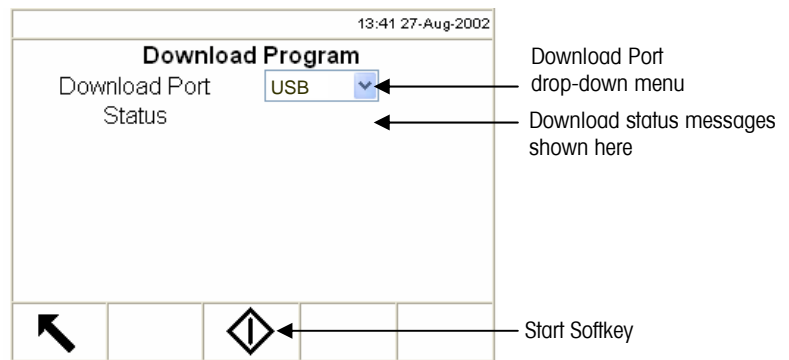 13:41 27-Aug-2002
Download Program
Download Port USB
Status
Download Port
drop-down menu
Download status messages
shown here
Start Softkey